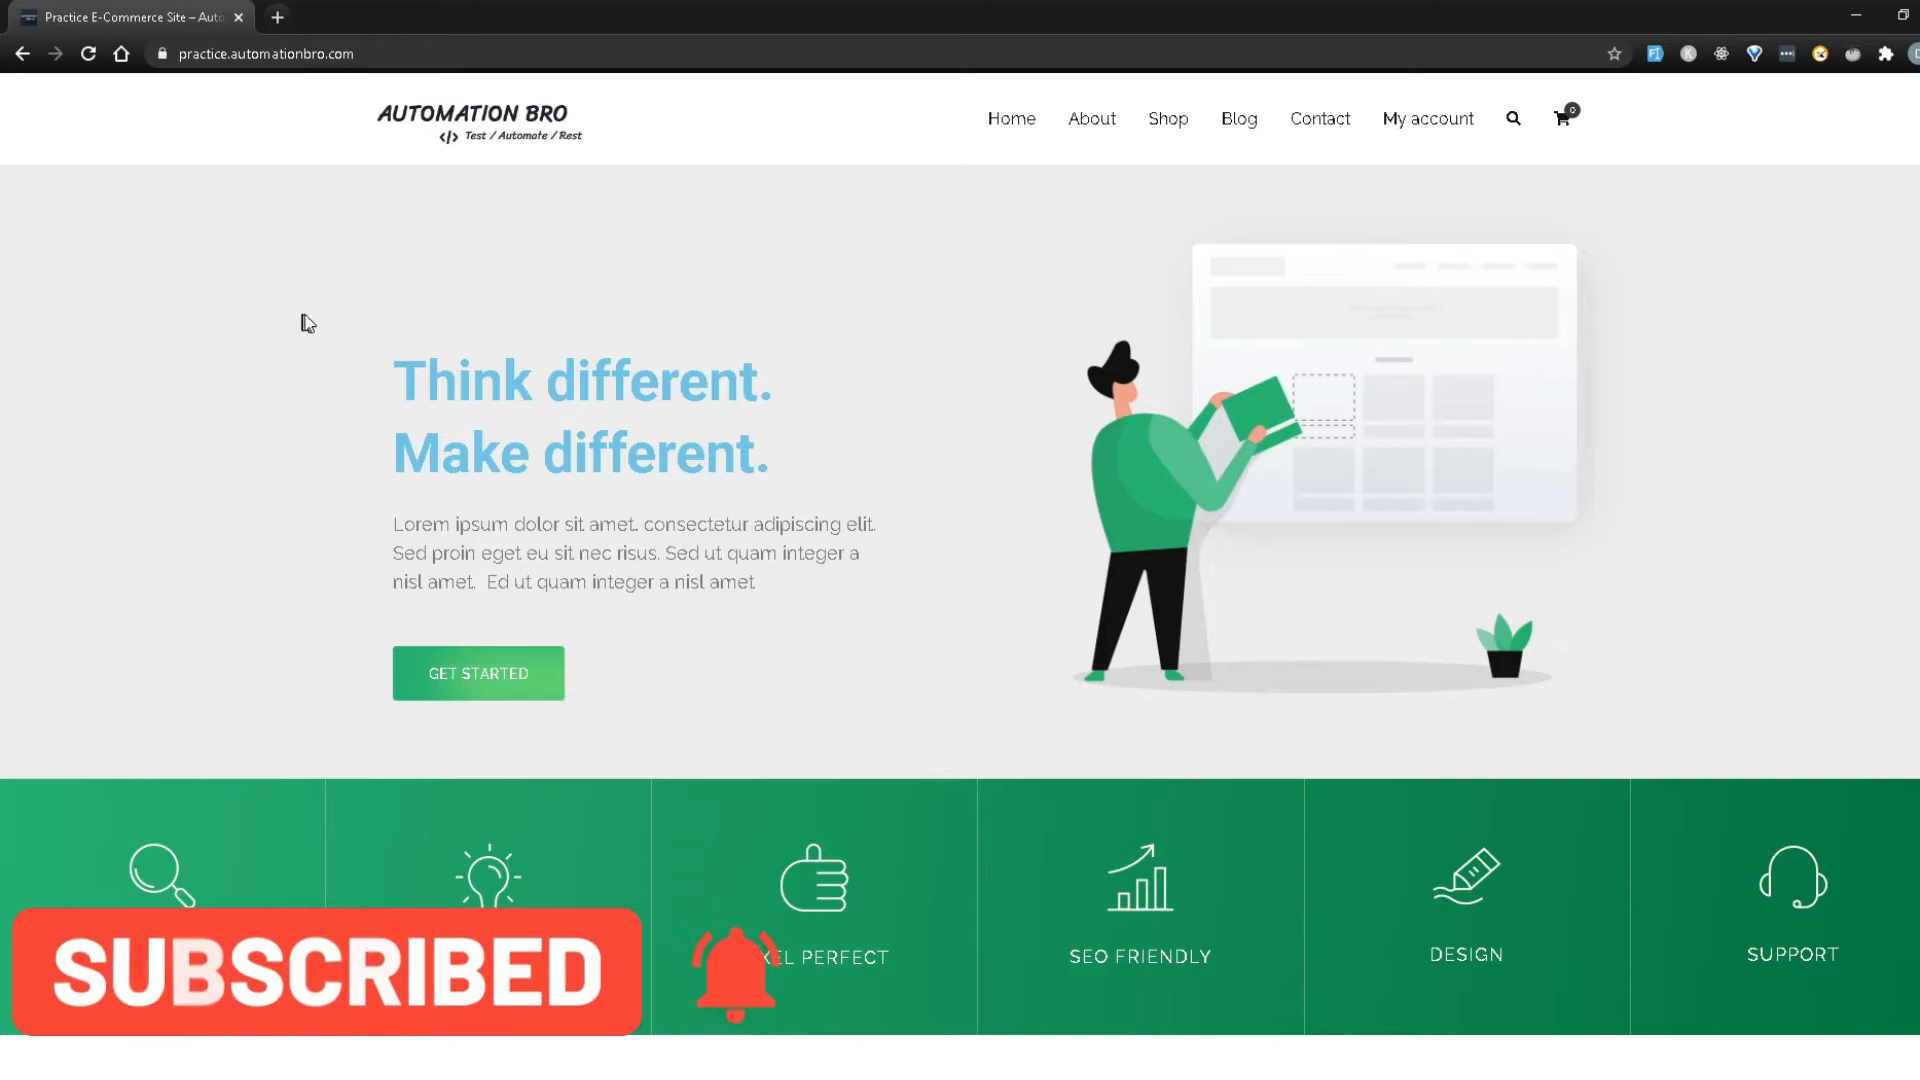 Practice E-Commerce Site – Auto
practice.automationbro.com
AUTOMATION BRO
</> Test / Automate / Rest
Home About Shop Blog Contact My account 0
Think different.
Make different.
Lorem ipsum dolor sit amet. consectetur adipiscing elit.
Sed proin eget eu sit nec risus. Sed ut quam integer a
nisl amet.  Ed ut quam integer a nisl amet
GET STARTED
XEL PERFECT
SEO FRIENDLY
DESIGN
SUPPORT
SUBSCRIBED